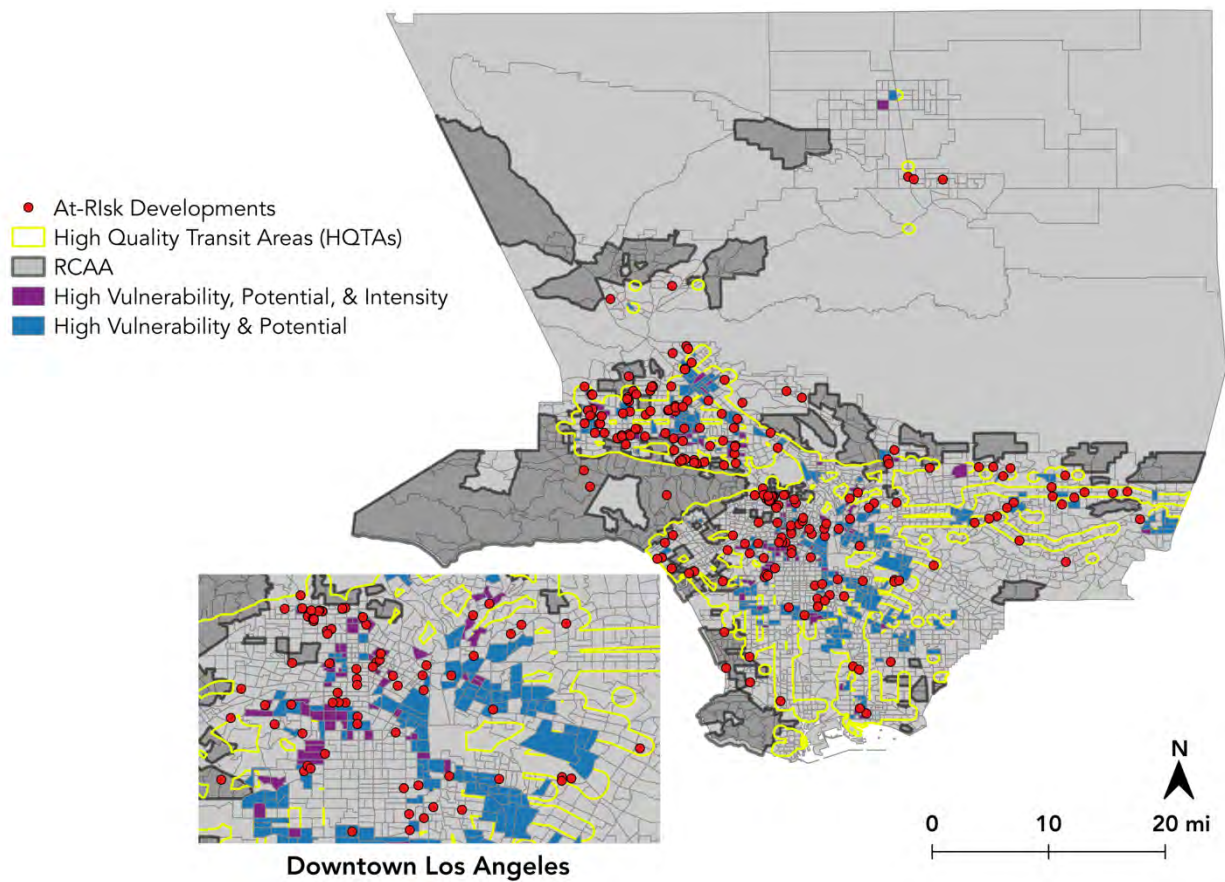 At-RIsk Developments
High Quality Transit Areas (HQTAs)
RCAA
High Vulnerability, Potential, & Intensity
High Vulnerability & Potential
N
0 10 20 mi
Downtown Los Angeles